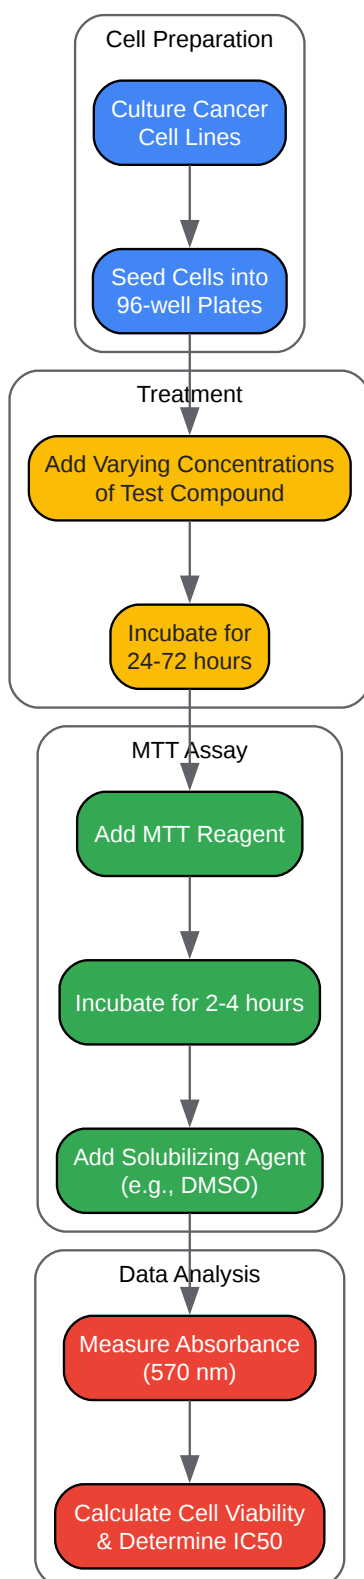 Cell Preparation
Culture Cancer
Cell Lines
Seed Cells into
96-well Plates
Treatment
Add Varying Concentrations
of Test Compound
Incubate for
24-72 hours
MTT Assay
Add MTT Reagent
Incubate for 2-4 hours
Add Solubilizing Agent
(e.g., DMSO)
Data Analysis
Measure Absorbance
(570 nm)
Calculate Cell Viability
& Determine IC50